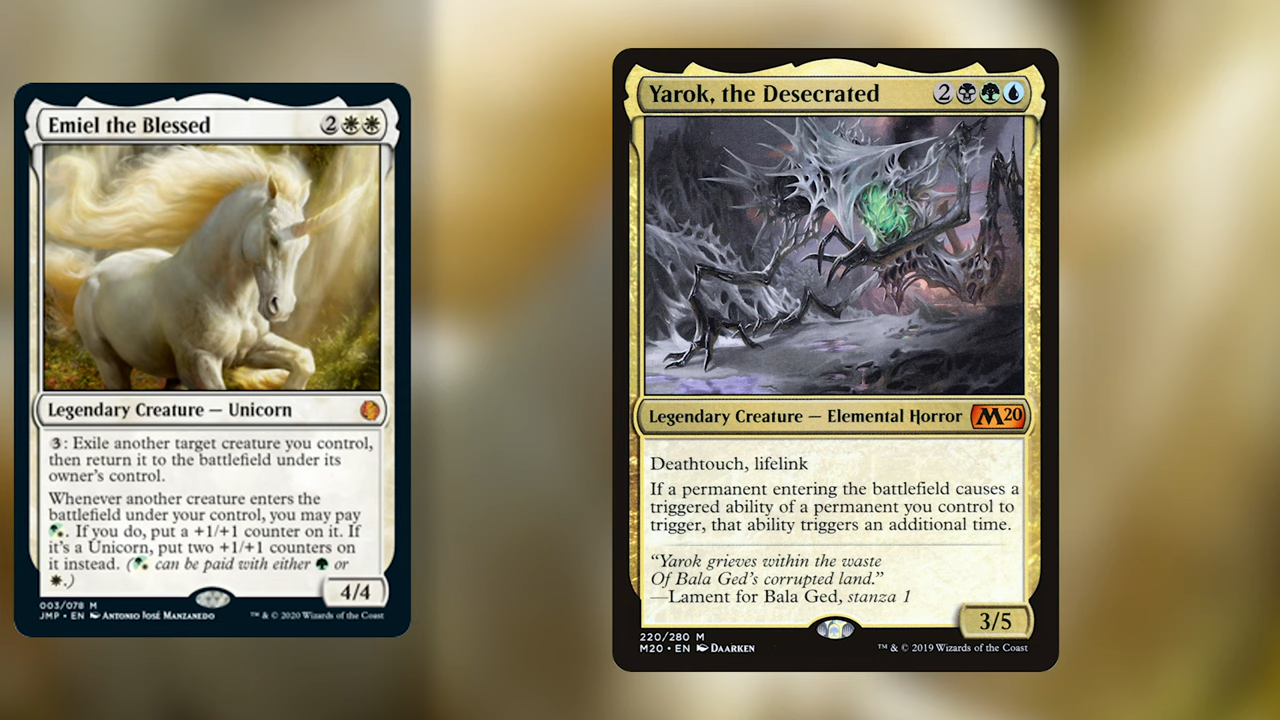 Emiel the Blessed 2
Legendary Creature — Unicorn
3: Exile another target creature you control,
then return it to the battlefield under its
owner's control.
Whenever another creature enters the
battlefield under your control, you may pay
. If you do, put a +1/+1 counter on it. If
it's a Unicorn, put two +1/+1 counters on
it instead. ( can be paid with either or
.)
4/4
003/078 M
JMP • EN Antonio José Manzanedo
™ & © 2020 Wizards of the Coast
Yarok, the Desecrated 2
Legendary Creature — Elemental Horror M20
Deathtouch, lifelink
If a permanent entering the battlefield causes a
triggered ability of a permanent you control to
trigger, that ability triggers an additional time.
“Yarok grieves within the waste
Of Bala Ged's corrupted land.”
—Lament for Bala Ged, stanza 1
3/5
220/280 M
M20 • EN Daarken
™ & © 2019 Wizards of the Coast